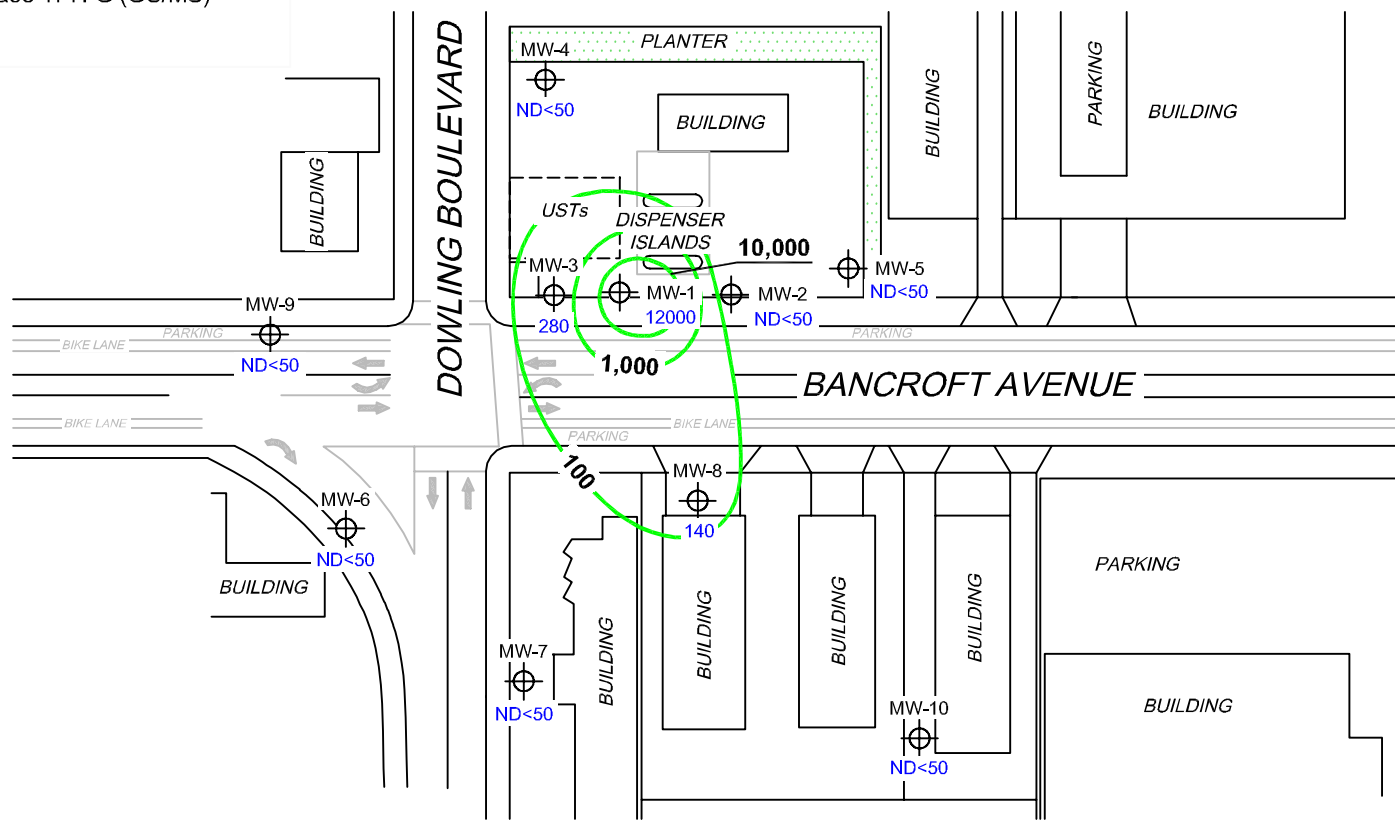 DOWLING BOULEVARD
PLANTER
MW-4
ND<50
BUILDING
BUILDING
PARKING
BUILDING
BUILDING
USTs
DISPENSER
ISLANDS
10,000
MW-3
280
MW-1
12000
MW-2
ND<50
MW-5
ND<50
MW-9
ND<50
PARKING
BIKE LANE
BIKE LANE
1,000
PARKING
BANCROFT AVENUE
BIKE LANE
PARKING
100
MW-8
140
MW-6
ND<50
BUILDING
MW-7
ND<50
BUILDING
BUILDING
BUILDING
BUILDING
MW-10
ND<50
PARKING
BUILDING